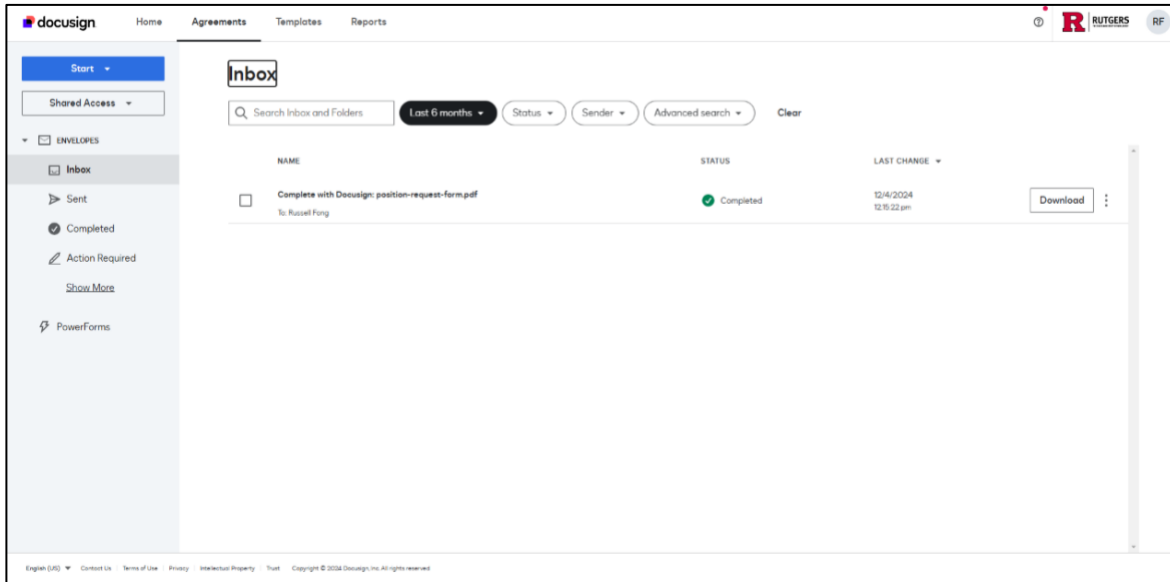 docusign Home Agreements Templates Reports RUTGERS RF
Start
Shared Access
ENVELOPES
Inbox
Sent
Completed
Action Required
Show More
PowerForms
Inbox
Search Inbox and Folders Last 6 months Status Sender Advanced search Clear
NAME STATUS LAST CHANGE
Complete with Docusign: position-request-form.pdf Completed 12/4/2024 Download
To: Russell Fong 12:15:22 pm
English (US) Contact Us Terms of Use Privacy Intellectual Property Trust Copyright © 2024 Docusign, Inc. All rights reserved